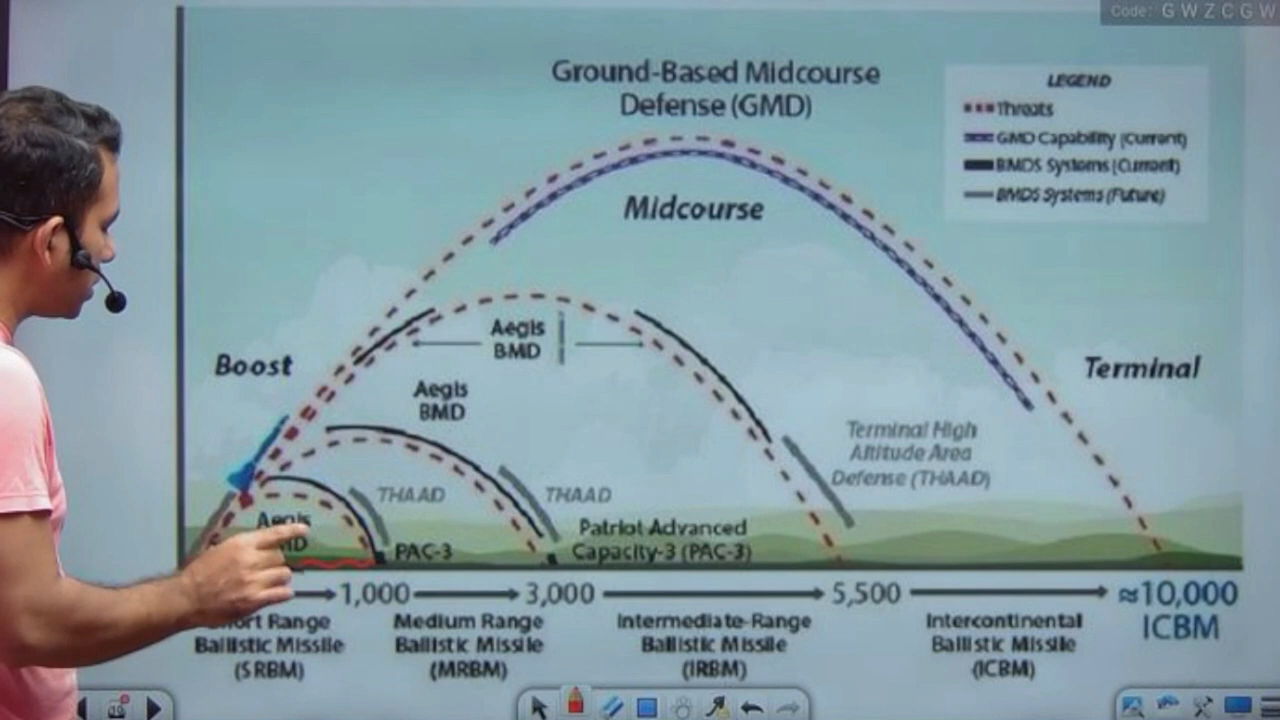 Code: G W Z C G W
Ground-Based Midcourse
Defense (GMD)
LEGEND
Threats
GMD Capability (Current)
BMDS Systems (Current)
BMDS Systems (Future)
Midcourse
Boost
Terminal
Aegis
BMD
Aegis
BMD
Terminal High
Altitude Area
Defense (THAAD)
THAAD
THAAD
Aegis
PAC-3
Patriot Advanced
Capacity-3 (PAC-3)
1,000
3,000
5,500
≈10,000
ICBM
Range
Ballistic Missile
(SRBM)
Medium Range
Ballistic Missile
(MRBM)
Intermediate-Range
Ballistic Missile
(IRBM)
Intercontinental
Ballistic Missile
(ICBM)